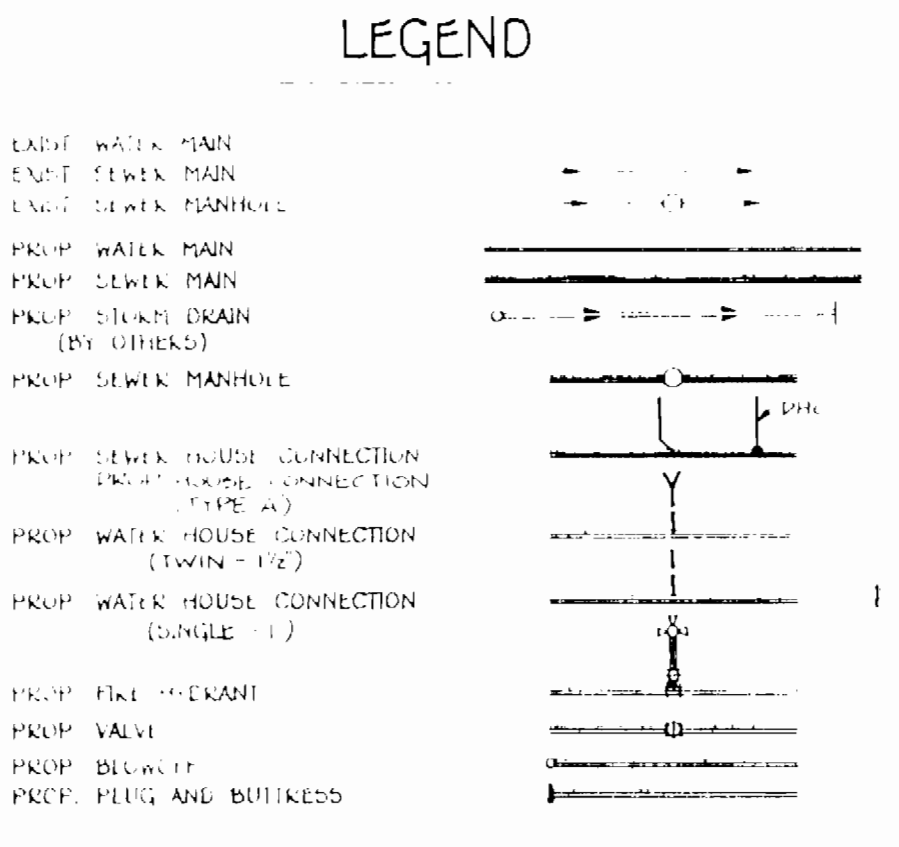 LEGEND
EXIST WATER MAIN
EXIST SEWER MAIN
EXIST SEWER MANHOLE
PROP WATER MAIN
PROP SEWER MAIN
PROP STORM DRAIN
(BY OTHERS)
PROP SEWER MANHOLE
DHC
PROP SEWER HOUSE CONNECTION
PROP HOUSE CONNECTION
(TYPE A)
PROP WATER HOUSE CONNECTION
(TWIN - 1½")
PROP WATER HOUSE CONNECTION
(SINGLE - 1")
PROP FIRE HYDRANT
PROP VALVE
PROP BLOWOFF
PROP. PLUG AND BUTTRESS